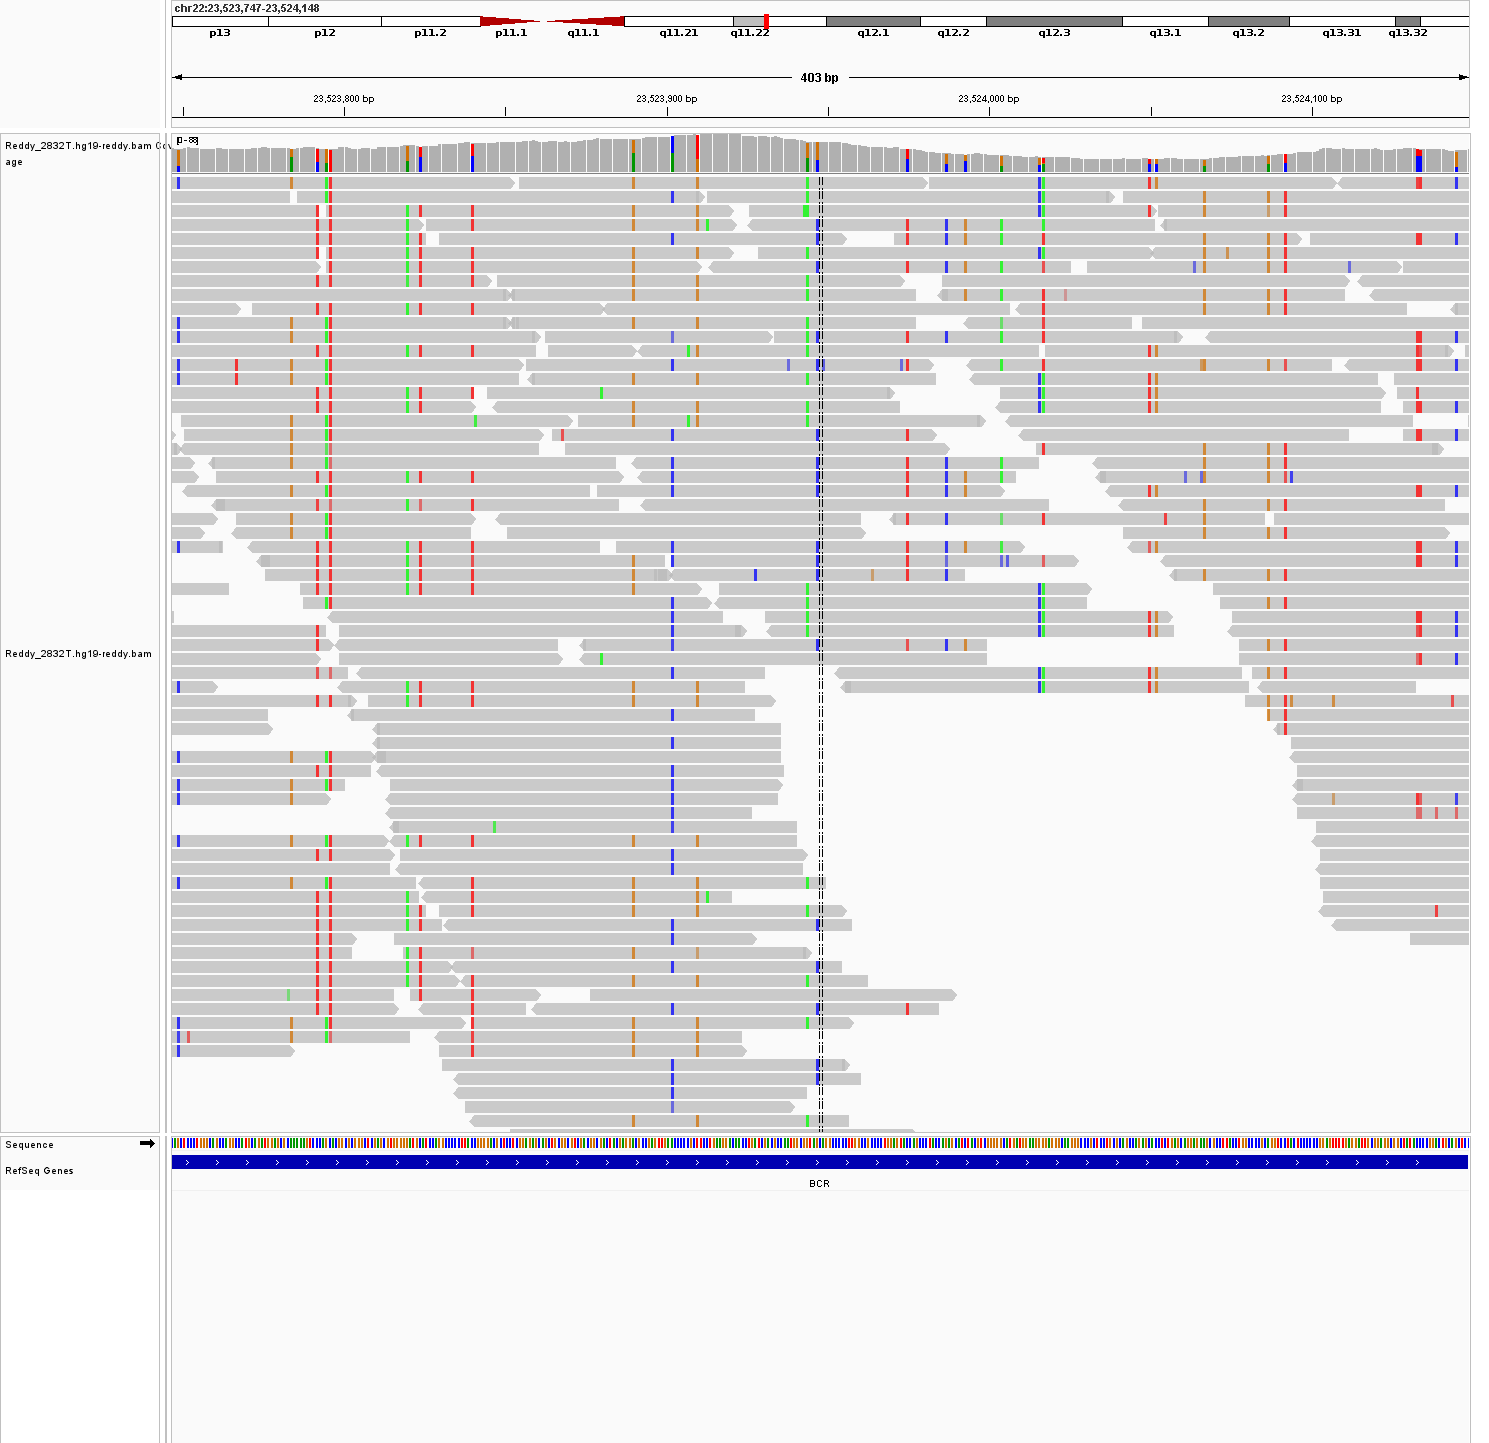 chr22:23,523,747-23,524,148
p13 p12 p11.2 p11.1 q11.1 q11.21 q11.22 q12.1 q12.2 q12.3 q13.1 q13.2 q13.31 q13.32
403 bp
23,523,800 bp 23,523,900 bp 23,524,000 bp 23,524,100 bp
[0-88]
Reddy_2832T.hg19-reddy.bam Cov
age
Reddy_2832T.hg19-reddy.bam
Sequence
RefSeq Genes
BCR